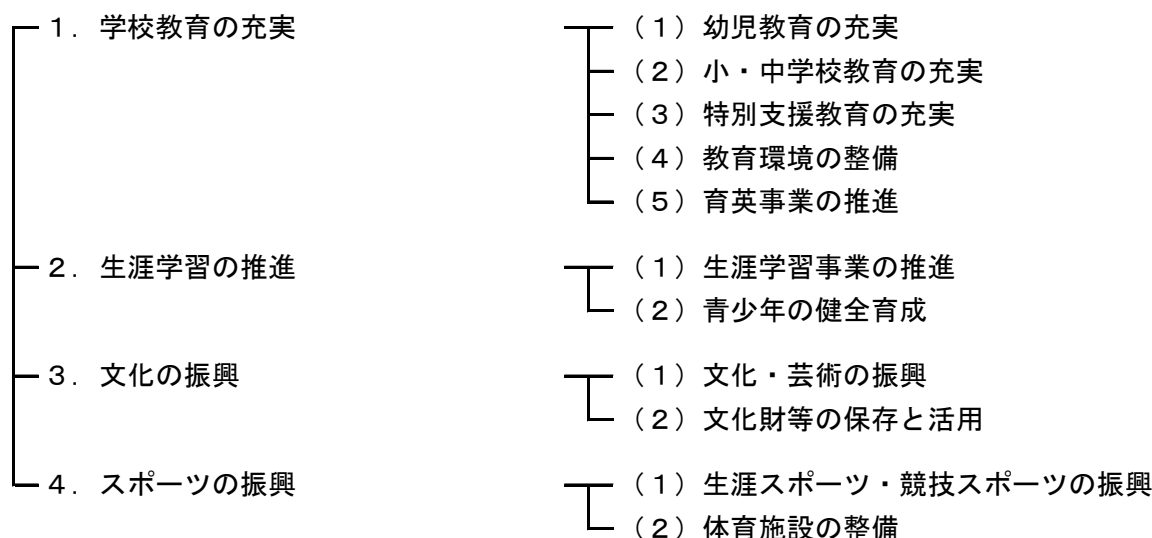 １．学校教育の充実
（１）幼児教育の充実
（２）小・中学校教育の充実
（３）特別支援教育の充実
（４）教育環境の整備
（５）育英事業の推進
２．生涯学習の推進
（１）生涯学習事業の推進
（２）青少年の健全育成
３．文化の振興
（１）文化・芸術の振興
（２）文化財等の保存と活用
４．スポーツの振興
（１）生涯スポーツ・競技スポーツの振興
（２）体育施設の整備